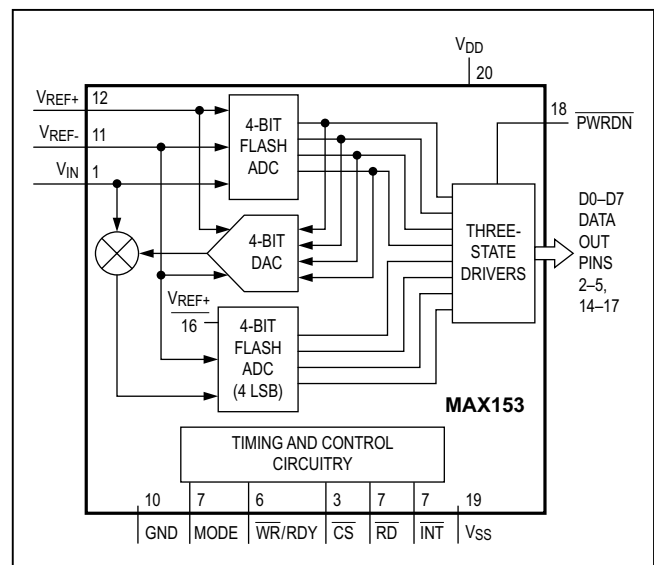 VDD
20
VREF+ 12
VREF- 11
VIN 1
4-BIT
FLASH
ADC
18 PWRDN
4-BIT
DAC
THREE-
STATE
DRIVERS
D0–D7
DATA
OUT
PINS
2–5,
14–17
VREF+
16
4-BIT
FLASH
ADC
(4 LSB)
MAX153
TIMING AND CONTROL
CIRCUITRY
10 7 6 3 7 7 19
GND MODE WR/RDY CS RD INT VSS